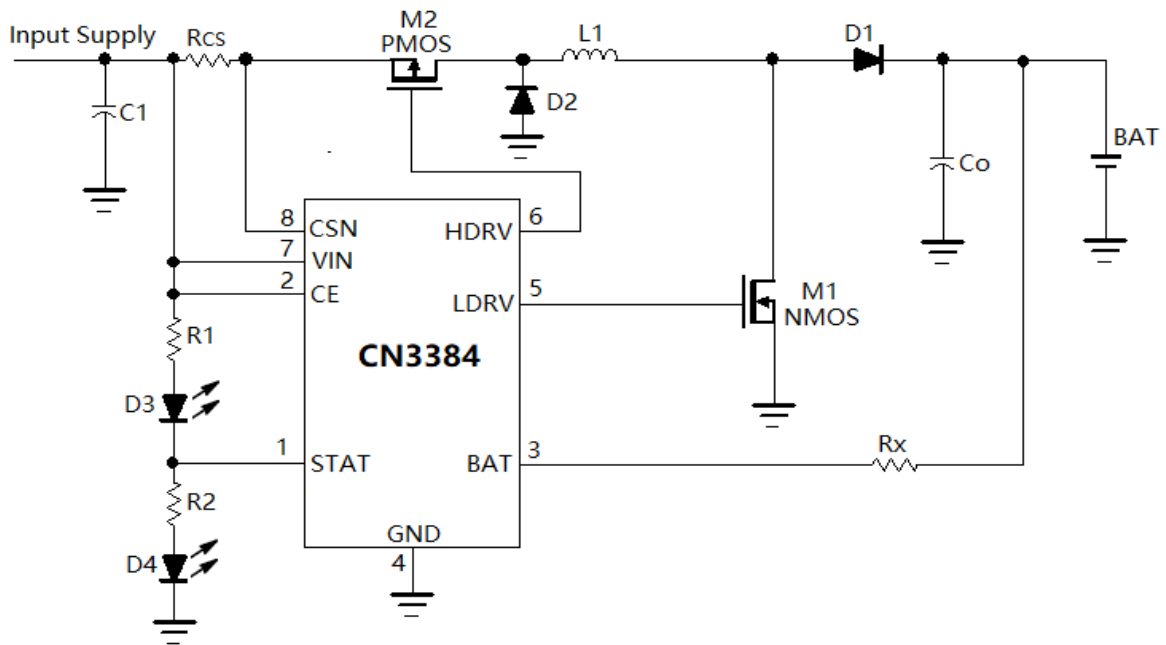 Input Supply
RCS
M2
PMOS
L1
D1
C1
D2
BAT
Co
8
CSN
HDRV
6
7
VIN
2
CE
LDRV
5
M1
NMOS
R1
CN3384
D3
1
STAT
BAT
3
Rx
R2
GND
4
D4